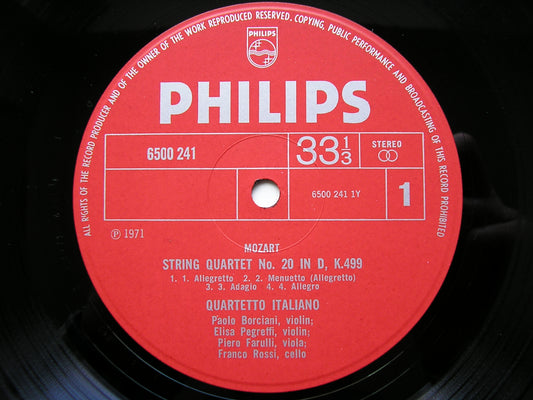 ALL RIGHTS OF THE RECORD PRODUCER AND OF THE OWNER OF THE WORK REPRODUCED RESERVED. COPYING, PUBLIC PERFORMANCE AND BROADCASTING OF THIS RECORD PROHIBITED
PHILIPS
PHILIPS
6500 241
33 1/3
STEREO
6500 241 1Y
1
Ⓟ 1971
MOZART
STRING QUARTET No. 20 IN D, K.499
1. 1. Allegretto 2. 2. Menuetto (Allegretto)
3. 3. Adagio 4. 4. Allegro
QUARTETTO ITALIANO
Paolo Borciani, violin;
Elisa Pegreffi, violin;
Piero Farulli, viola;
Franco Rossi, cello